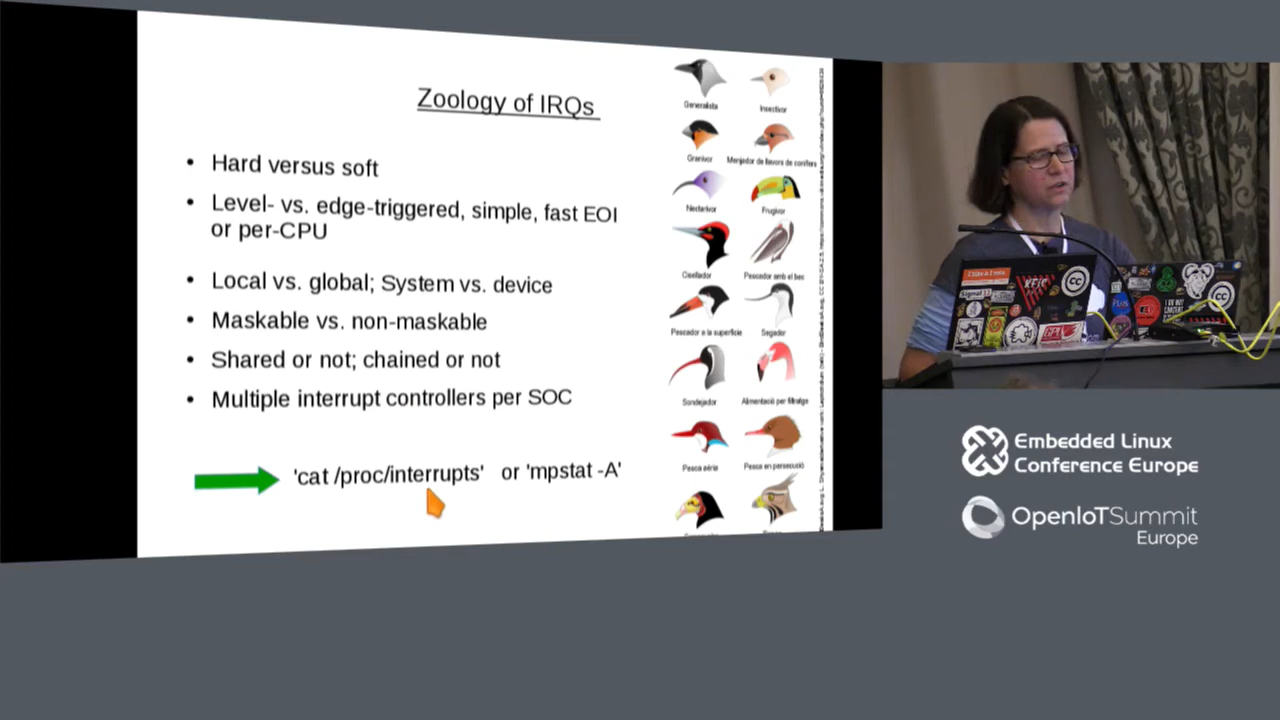 Zoology of IRQs
• Hard versus soft
• Level- vs. edge-triggered, simple, fast EOI
or per-CPU
• Local vs. global; System vs. device
• Maskable vs. non-maskable
• Shared or not; chained or not
• Multiple interrupt controllers per SOC
'cat /proc/interrupts' or 'mpstat -A'
Generalista
Insectívor
Granívor
Menjador de llavors de conífera
Nectarívor
Frugívor
Cisellador
Pescador amb el bec
Pescador a la superfície
Segador
Sondejador
Alimentació per filtratge
Pesca aèria
Pesca en persecució
Embedded Linux
Conference Europe
OpenIoTSummit
Europe